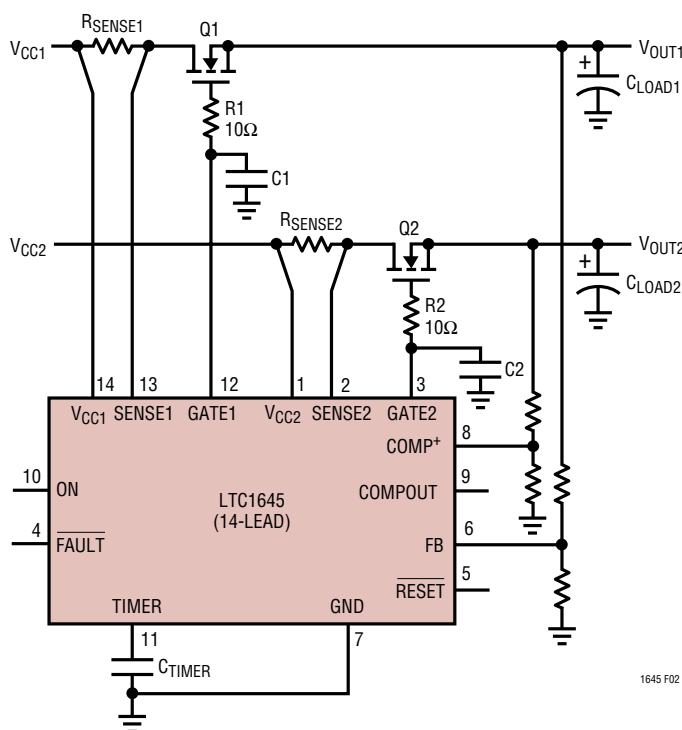 RSENSE1
Q1
VCC1
VOUT1
+
CLOAD1
R1
10Ω
C1
RSENSE2
Q2
VCC2
VOUT2
+
CLOAD2
R2
10Ω
C2
14 13 12 1 2 3
VCC1 SENSE1 GATE1 VCC2 SENSE2 GATE2
COMP+ 8
10 ON
LTC1645
(14-LEAD)
COMPOUT 9
4 FAULT
FB 6
RESET 5
TIMER GND
11 7
CTIMER
1645 F02